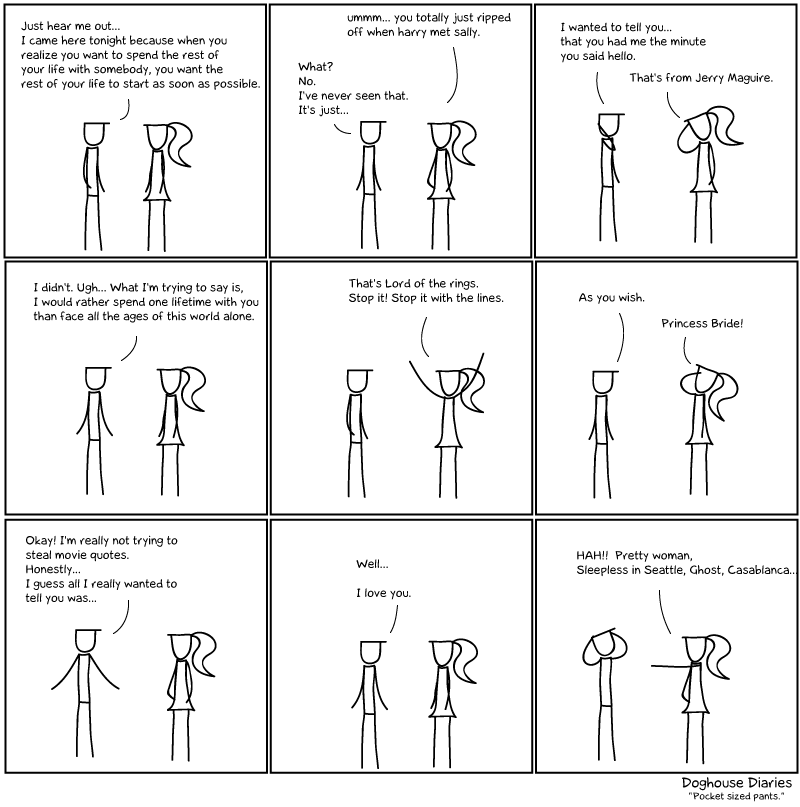 Just hear me out...
I came here tonight because when you
realize you want to spend the rest of
your life with somebody, you want the
rest of your life to start as soon as possible.
ummm... you totally just ripped
off when harry met sally.
What?
No.
I've never seen that.
It's just...
I wanted to tell you...
that you had me the minute
you said hello.
That's from Jerry Maguire.
I didn't. Ugh... What I'm trying to say is,
I would rather spend one lifetime with you
than face all the ages of this world alone.
That's Lord of the rings.
Stop it! Stop it with the lines.
As you wish.
Princess Bride!
Okay! I'm really not trying to
steal movie quotes.
Honestly...
I guess all I really wanted to
tell you was...
Well...
I love you.
HAH!! Pretty woman,
Sleepless in Seattle, Ghost, Casablanca...
Doghouse Diaries
"Pocket sized pants."